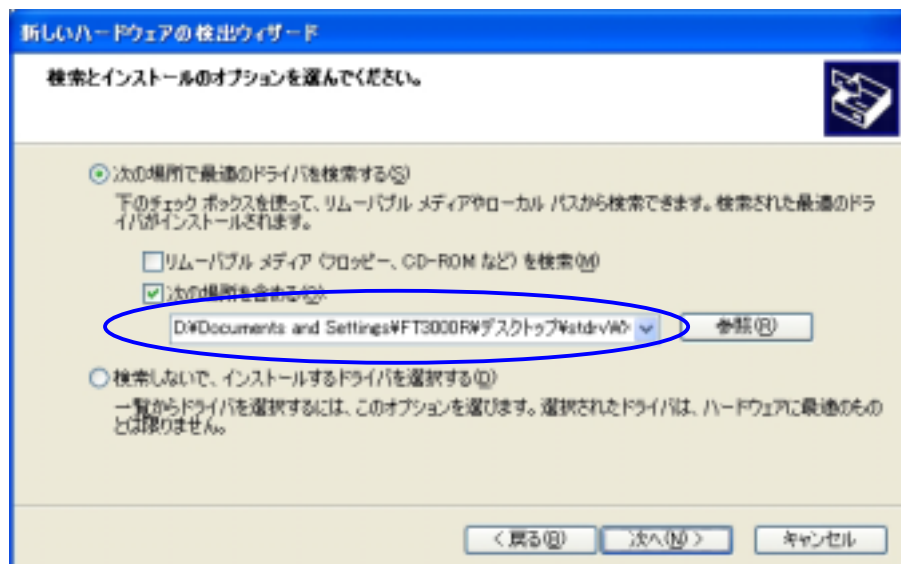 新しいハードウェアの検出ウィザード
検索とインストールのオプションを選んでください。
次の場所で最適のドライバを検索する(S)
下のチェック ボックスを使って、リムーバブル メディアやローカル パスから検索できます。検索された最適のドラ
イバがインストールされます。
リムーバブル メディア (フロッピー、CD-ROM など) を検索(M)
次の場所を含める(O):
D:¥Documents and Settings¥FT3000R¥デスクトップ¥stdrv
参照(R)
検索しないで、インストールするドライバを選択する(D)
一覧からドライバを選択するには、このオプションを選びます。選択されたドライバは、ハードウェアに最適のもの
とは限りません。
< 戻る(B)
次へ(N) >
キャンセル